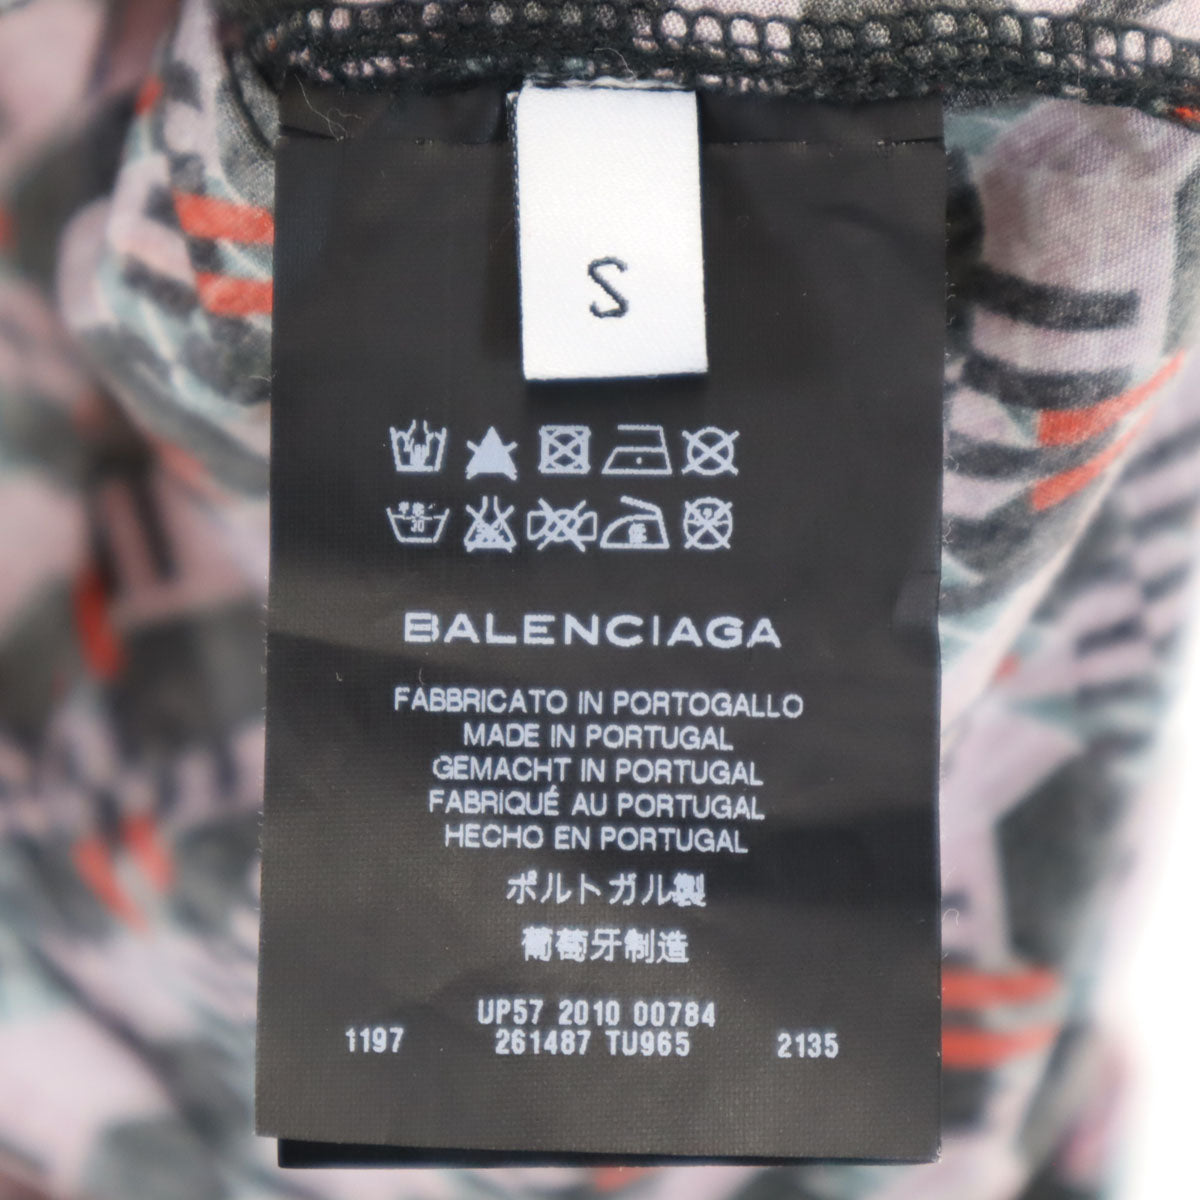 S
30
BALENCIAGA
FABBRICATO IN PORTOGALLO
MADE IN PORTUGAL
GEMACHT IN PORTUGAL
FABRIQUÉ AU PORTUGAL
HECHO EN PORTUGAL
ポルトガル製
葡萄牙制造
UP57 2010 00784
1197 261487 TU965 2135